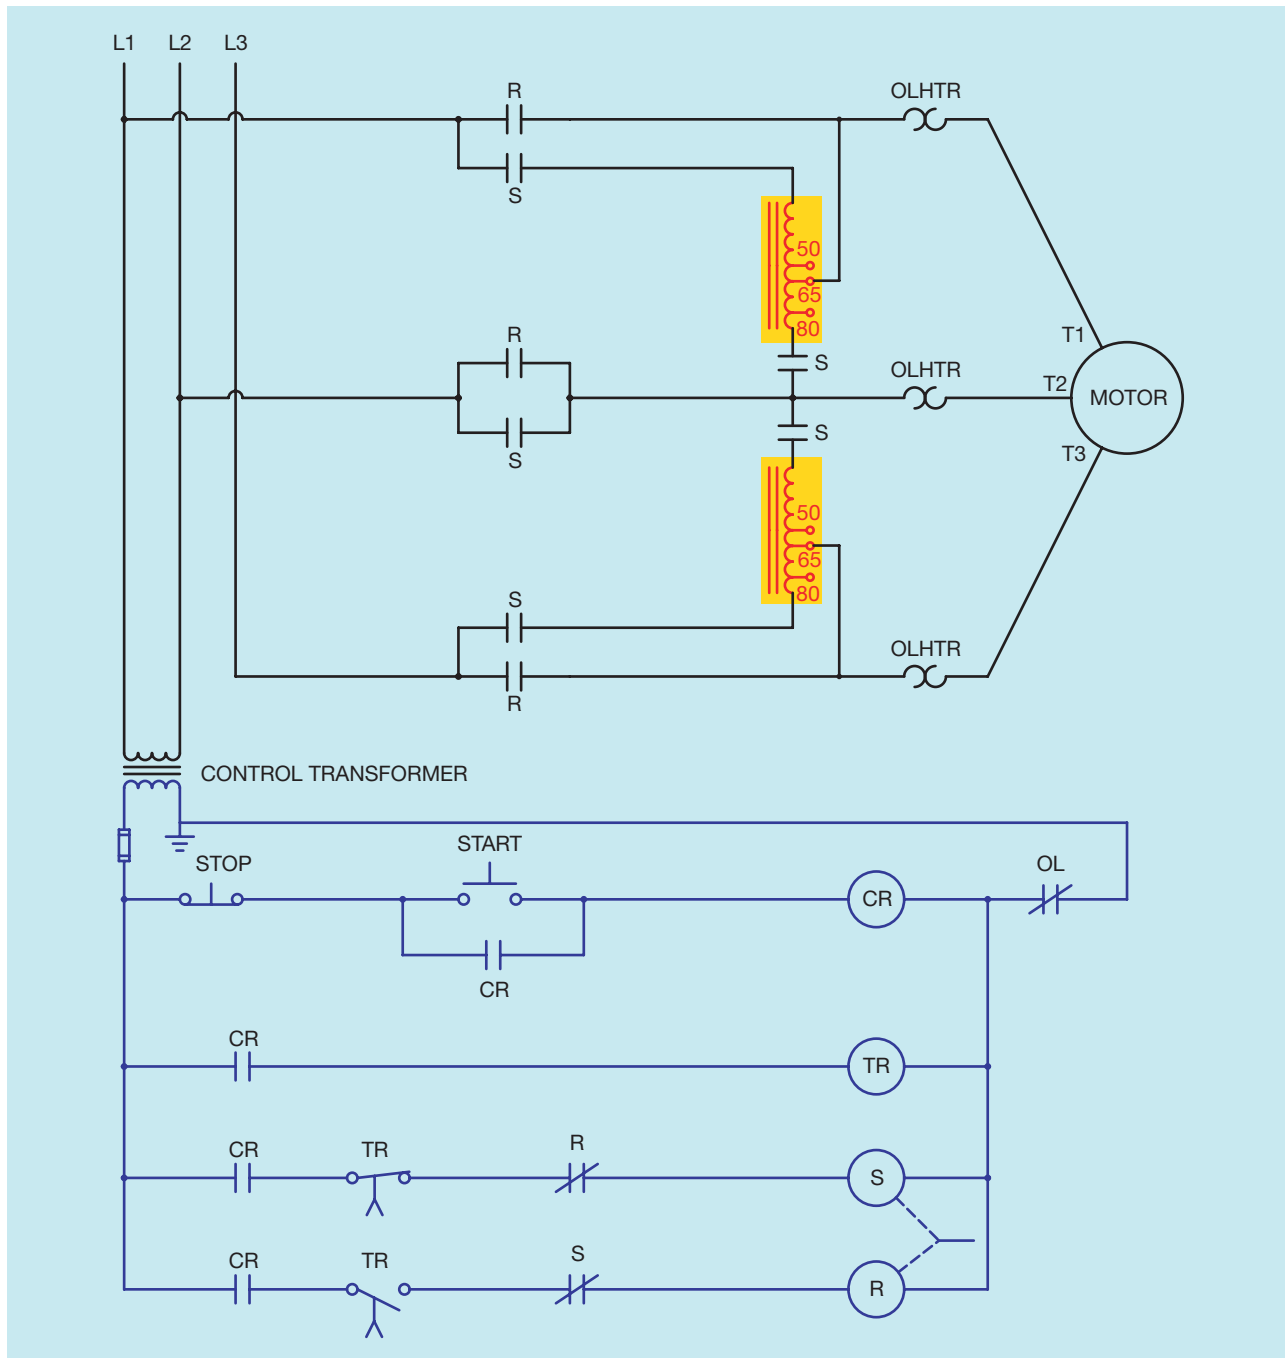 L1 L2 L3
R
OLHTR
S
50
65
80
T1
R
S
OLHTR
T2
MOTOR
S
S
T3
50
65
80
S
OLHTR
R
CONTROL TRANSFORMER
STOP
START
CR
OL
CR
CR
TR
CR
TR
R
S
CR
TR
S
R